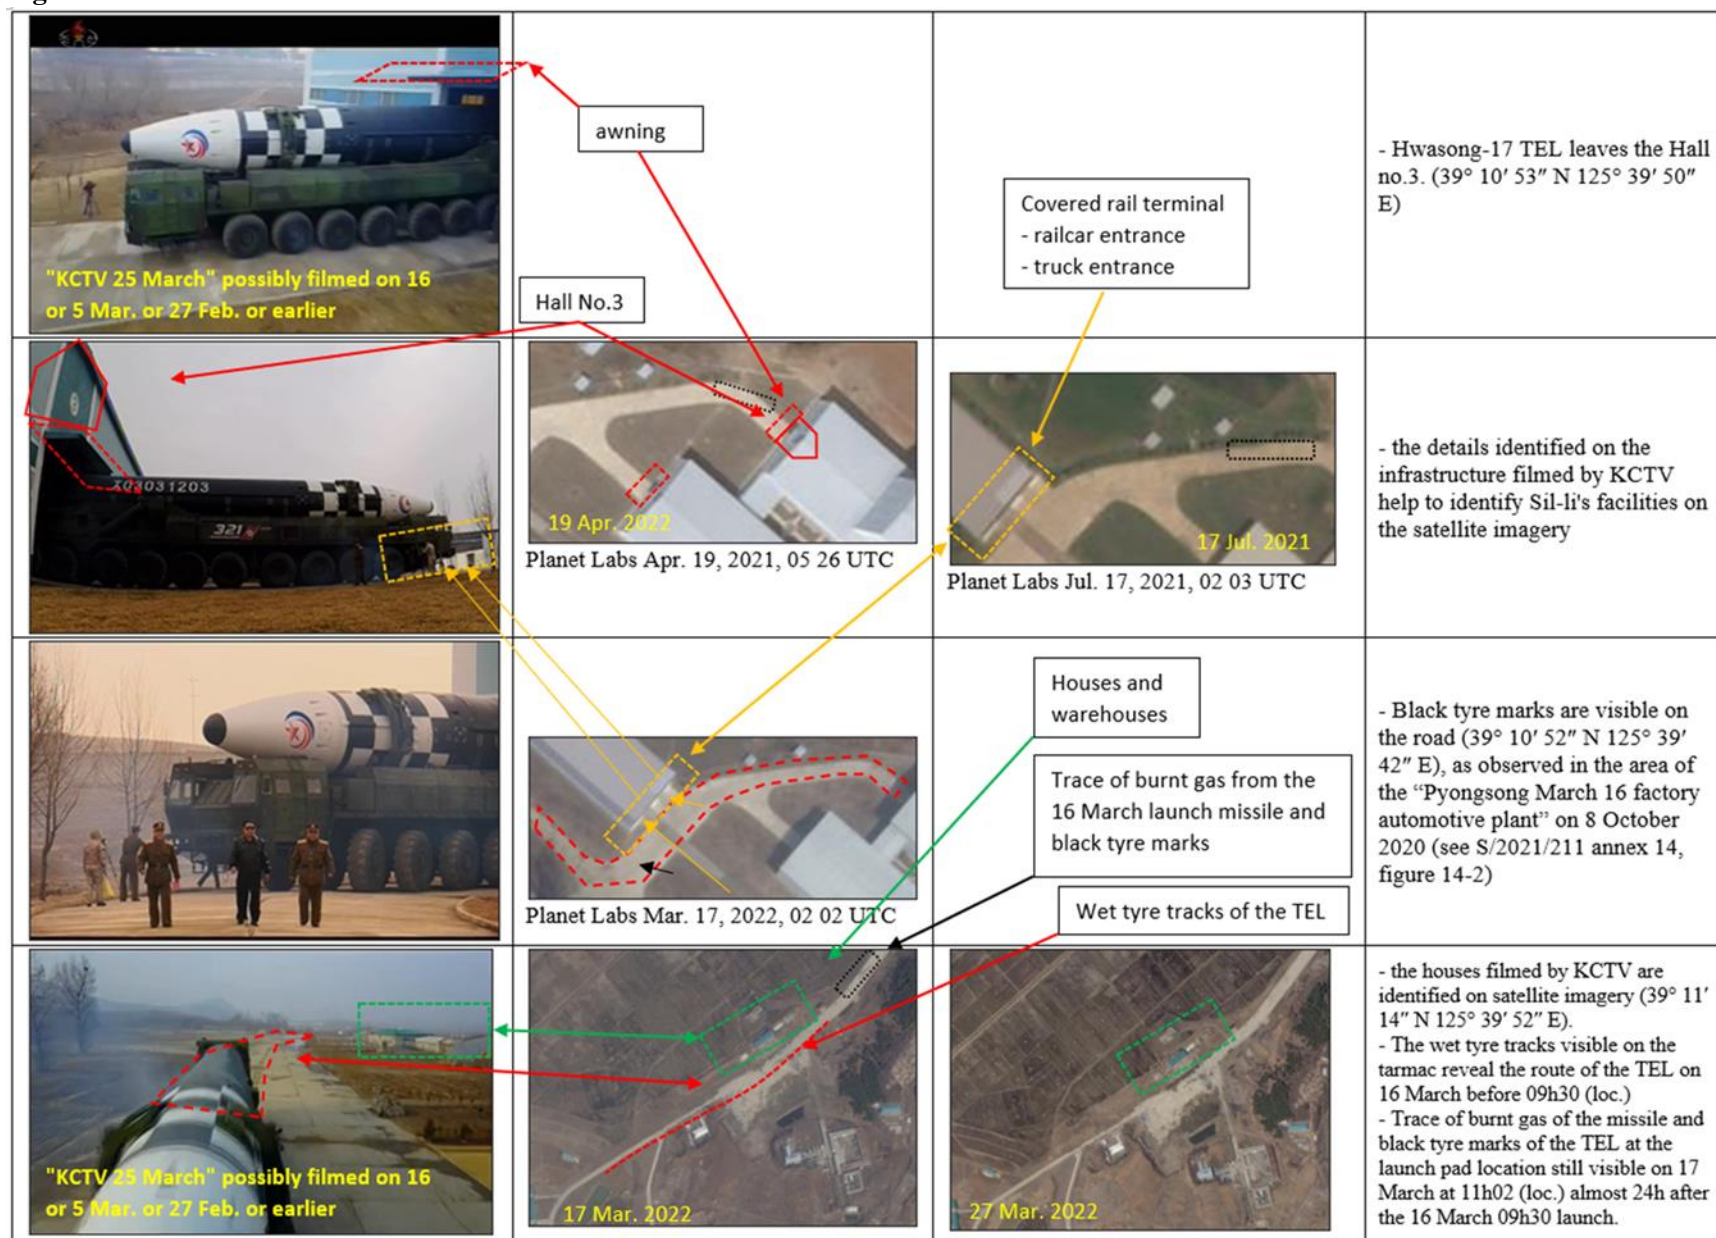 "KCTV 25 March" possibly filmed on 16
or 5 Mar. or 27 Feb. or earlier
awning
Hall No.3
Covered rail terminal
- railcar entrance
- truck entrance
- Hwasong-17 TEL leaves the Hall
no.3. (39° 10′ 53″ N 125° 39′ 50″
E)
X03031203
321
19 Apr. 2022
Planet Labs Apr. 19, 2021, 05 26 UTC
17 Jul. 2021
Planet Labs Jul. 17, 2021, 02 03 UTC
- the details identified on the
infrastructure filmed by KCTV
help to identify Sil-li's facilities on
the satellite imagery
Planet Labs Mar. 17, 2022, 02 02 UTC
Houses and
warehouses
Trace of burnt gas from the
16 March launch missile and
black tyre marks
Wet tyre tracks of the TEL
- Black tyre marks are visible on
the road (39° 10′ 52″ N 125° 39′
42″ E), as observed in the area of
the “Pyongsong March 16 factory
automotive plant” on 8 October
2020 (see S/2021/211 annex 14,
figure 14-2)
"KCTV 25 March" possibly filmed on 16
or 5 Mar. or 27 Feb. or earlier
17 Mar. 2022
27 Mar. 2022
- the houses filmed by KCTV are
identified on satellite imagery (39° 11′
14″ N 125° 39′ 52″ E).
- The wet tyre tracks visible on the
tarmac reveal the route of the TEL on
16 March before 09h30 (loc.)
- Trace of burnt gas of the missile and
black tyre marks of the TEL at the
launch pad location still visible on 17
March at 11h02 (loc.) almost 24h after
the 16 March 09h30 launch.